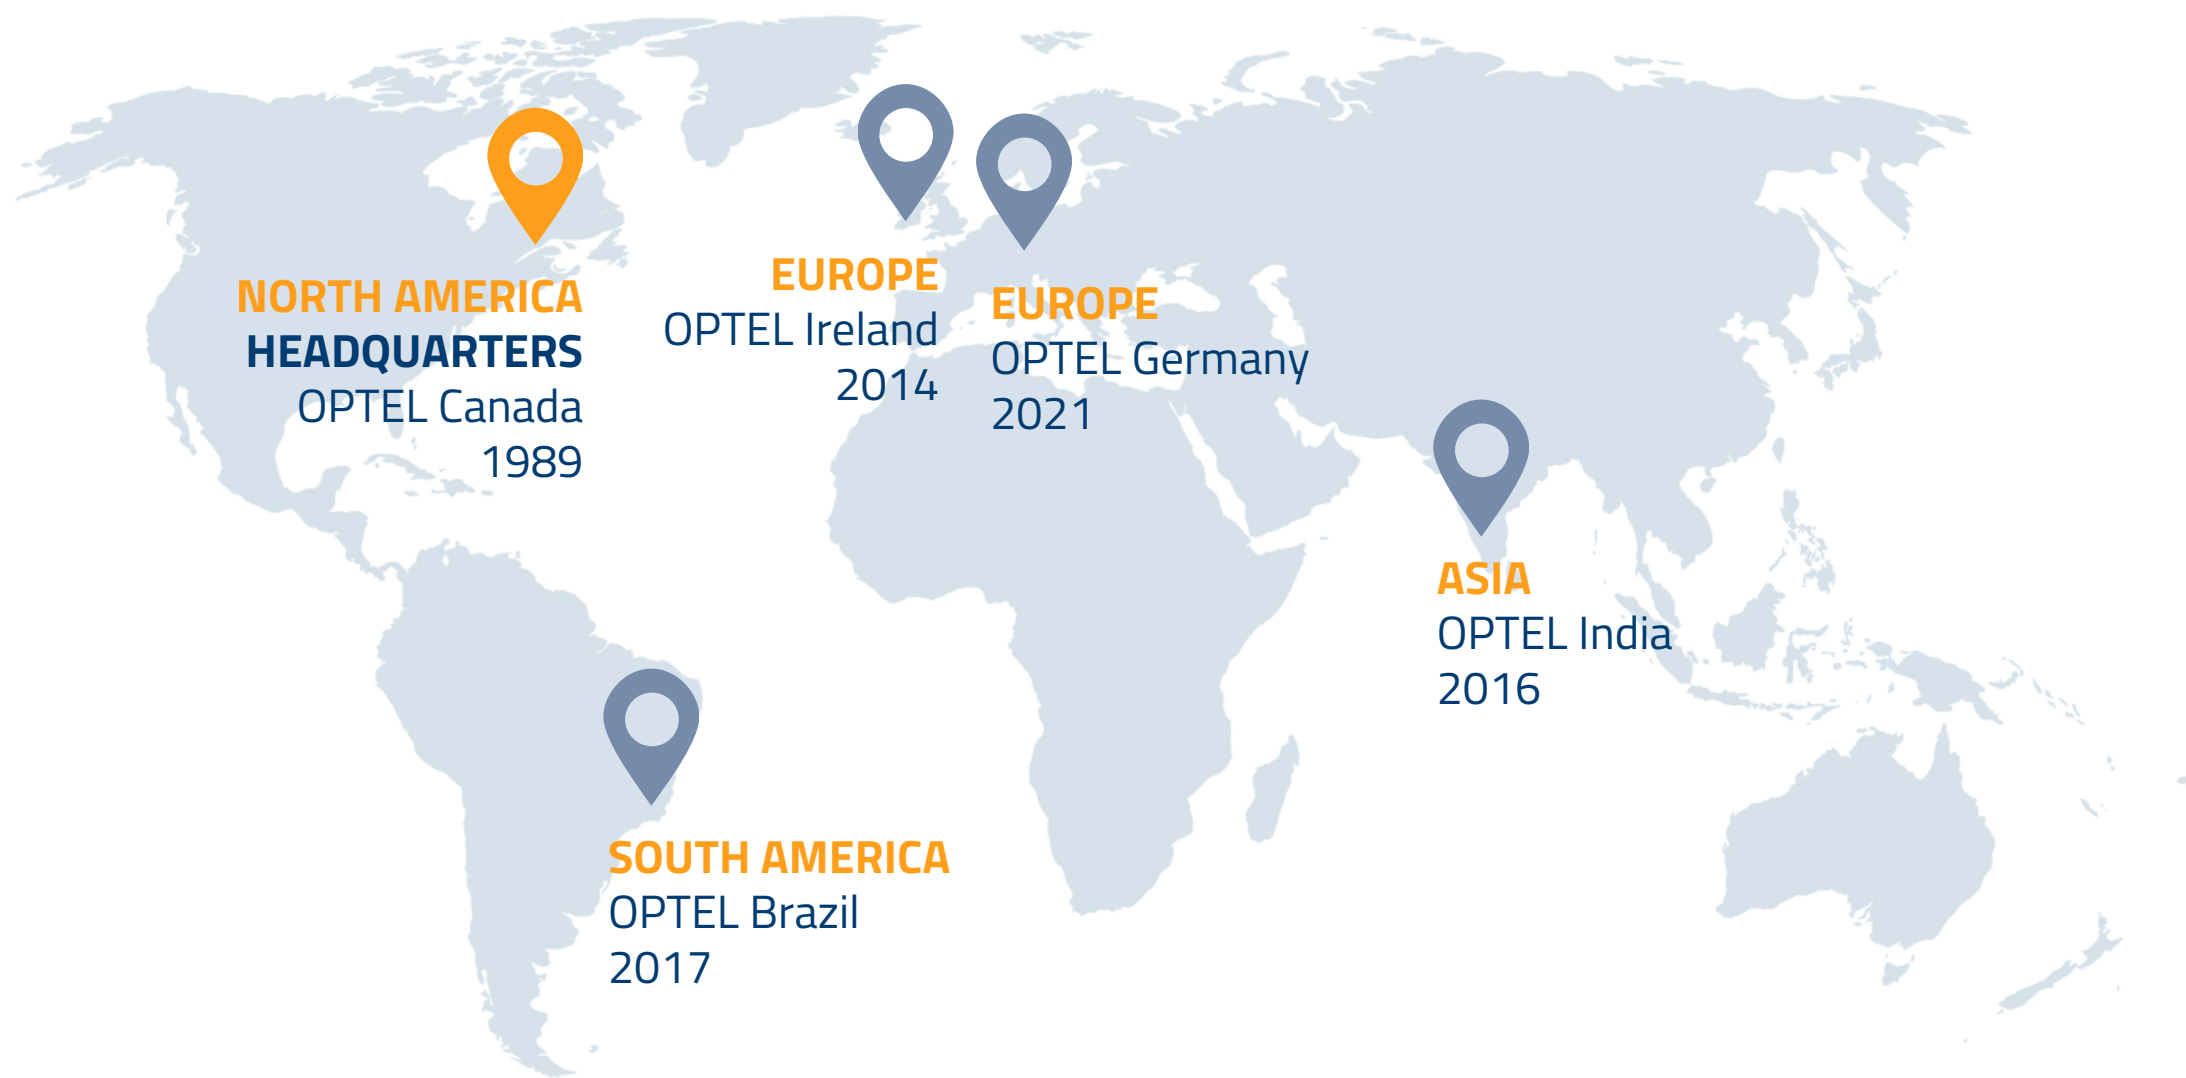 NORTH AMERICA
HEADQUARTERS
OPTEL Canada
1989
EUROPE
OPTEL Ireland
2014
EUROPE
OPTEL Germany
2021
ASIA
OPTEL India
2016
SOUTH AMERICA
OPTEL Brazil
2017